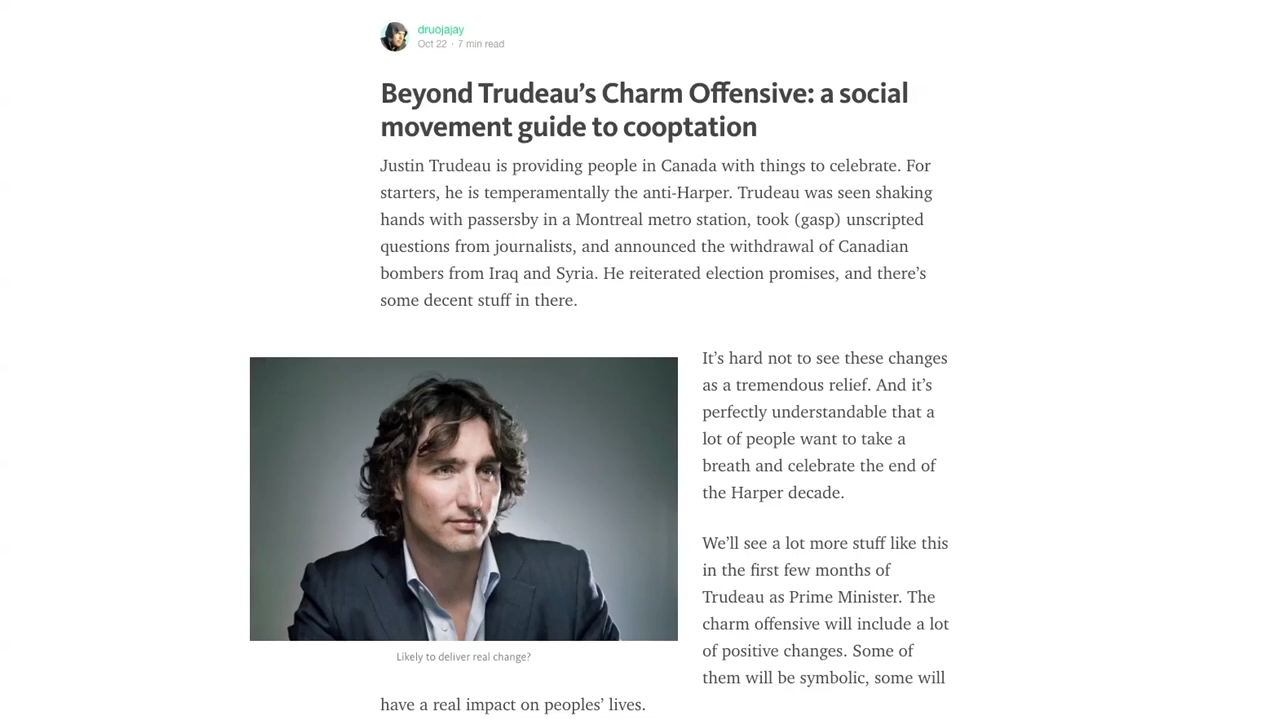 druojajay
Oct 22 · 7 min read
Beyond Trudeau’s Charm Offensive: a social
movement guide to cooptation
Justin Trudeau is providing people in Canada with things to celebrate. For
starters, he is temperamentally the anti-Harper. Trudeau was seen shaking
hands with passersby in a Montreal metro station, took (gasp) unscripted
questions from journalists, and announced the withdrawal of Canadian
bombers from Iraq and Syria. He reiterated election promises, and there’s
some decent stuff in there.
It’s hard not to see these changes
as a tremendous relief. And it’s
perfectly understandable that a
lot of people want to take a
breath and celebrate the end of
the Harper decade.
We’ll see a lot more stuff like this
in the first few months of
Trudeau as Prime Minister. The
charm offensive will include a lot
of positive changes. Some of
them will be symbolic, some will
Likely to deliver real change?
have a real impact on peoples’ lives.